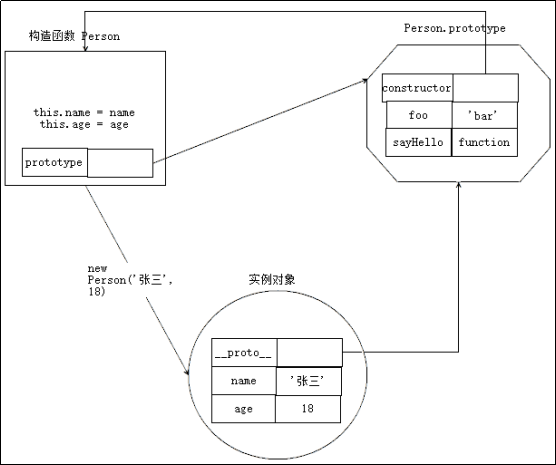 构造函数 Person
Person.prototype
this.name = name
this.age = age
prototype
constructor
foo 'bar'
sayHello function
new
Person('张三',
18)
实例对象
__proto__
name '张三'
age 18